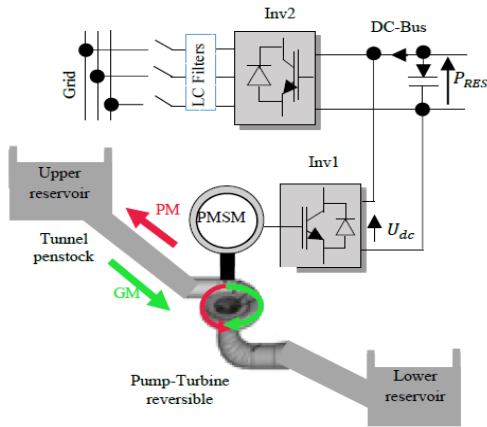 Inv2
DC-Bus
Grid
LC Filters
P_RES
Upper
reservoir
Inv1
PM
PMSM
U_dc
Tunnel
penstock
GM
Pump-Turbine
reversible
Lower
reservoir